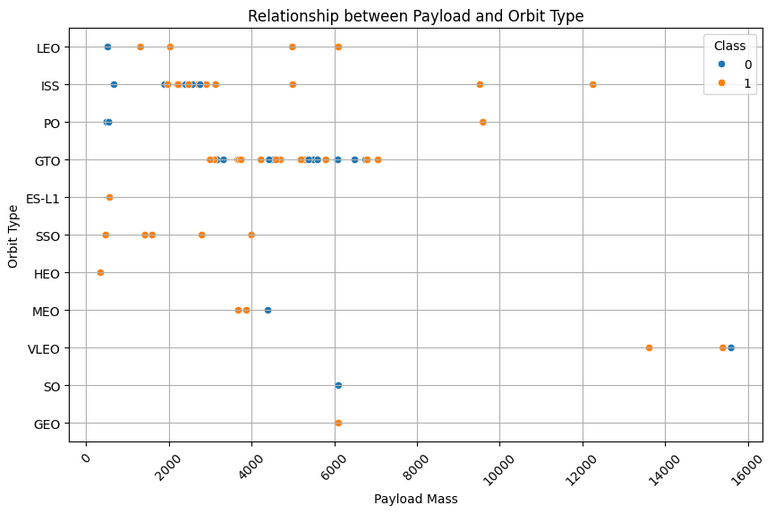 Relationship between Payload and Orbit Type
Class
0
1
LEO
ISS
PO
GTO
ES-L1
SSO
HEO
MEO
VLEO
SO
GEO
Orbit Type
0
2000
4000
6000
8000
10000
12000
14000
16000
Payload Mass